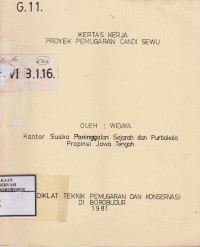 G.11.
KERTAS KERJA
PROYEK PEMUGARAN CANDI SEWU
VI 3.1.16.
OLEH : WIDAYA
Kantor Suaka Peninggalan Sejarah dan Purbakala
Propinsi Jawa Tengah
DIKLAT TEKNIK PEMUGARAN DAN KONSERVASI
DI BOROBUDUR
1981